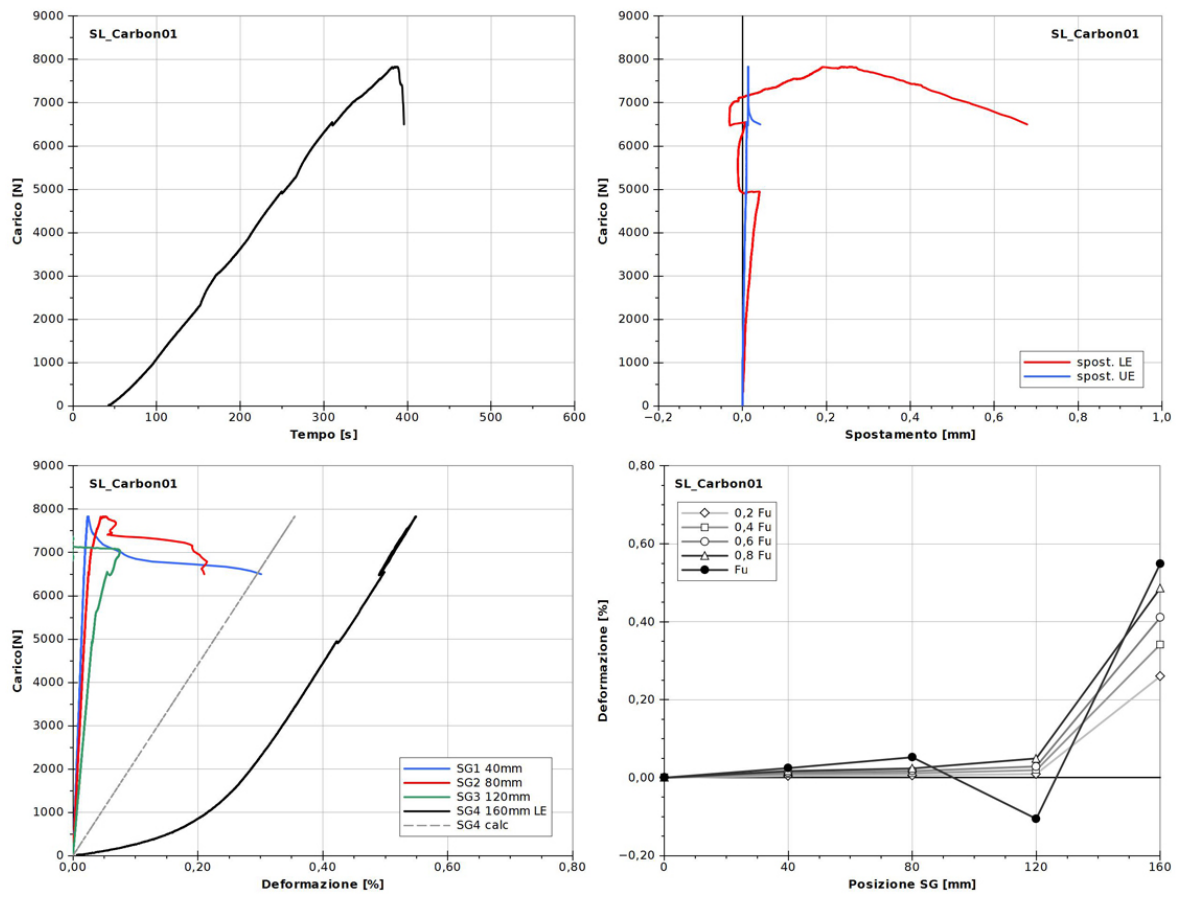 SL_Carbon01
9000
8000
7000
6000
5000
4000
3000
2000
1000
0
Carico [N]
0 100 200 300 400 500 600
Tempo [s]
SL_Carbon01
9000
8000
7000
6000
5000
4000
3000
2000
1000
0
Carico [N]
spost. LE
spost. UE
−0,2 0,0 0,2 0,4 0,6 0,8 1,0
Spostamento [mm]
SL_Carbon01
9000
8000
7000
6000
5000
4000
3000
2000
1000
0
Carico[N]
SG1 40mm
SG2 80mm
SG3 120mm
SG4 160mm LE
SG4 calc
0,00 0,20 0,40 0,60 0,80
Deformazione [%]
SL_Carbon01
0,80
0,60
0,40
0,20
0,00
−0,20
Deformazione [%]
0,2 Fu
0,4 Fu
0,6 Fu
0,8 Fu
Fu
0 40 80 120 160
Posizione SG [mm]